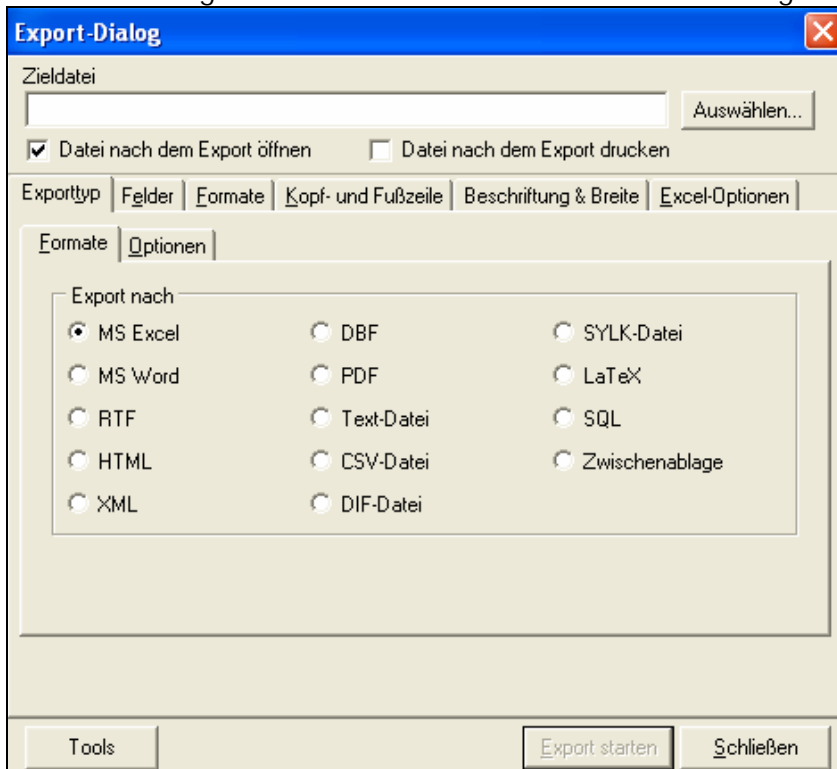 Export-Dialog
Zieldatei
Auswählen...
Datei nach dem Export öffnen Datei nach dem Export drucken
Exporttyp Felder Formate Kopf- und Fußzeile Beschriftung & Breite Excel-Optionen
Formate Optionen
Export nach
MS Excel DBF SYLK-Datei
MS Word PDF LaTeX
RTF Text-Datei SQL
HTML CSV-Datei Zwischenablage
XML DIF-Datei
Tools Export starten Schließen